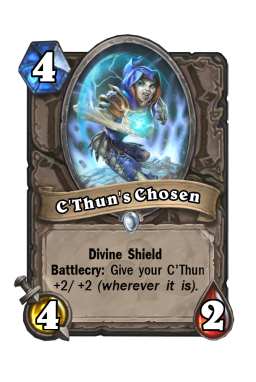 4
C'Thun's Chosen
Divine Shield
Battlecry: Give your C'Thun
+2/ +2 (wherever it is).
4
2